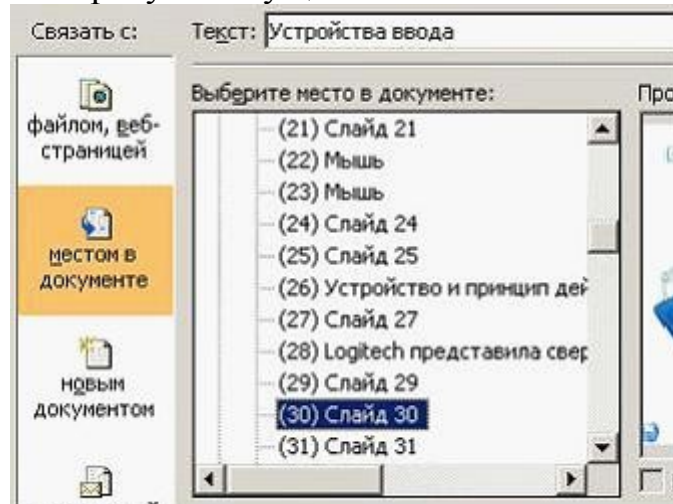 Связать с:
Текст: Устройства ввода
Выберите место в документе:
файлом, веб-
страницей
местом в
документе
новым
документом
(21) Слайд 21
(22) Мышь
(23) Мышь
(24) Слайд 24
(25) Слайд 25
(26) Устройство и принцип дей
(27) Слайд 27
(28) Logitech представила свер
(29) Слайд 29
(30) Слайд 30
(31) Слайд 31
Про